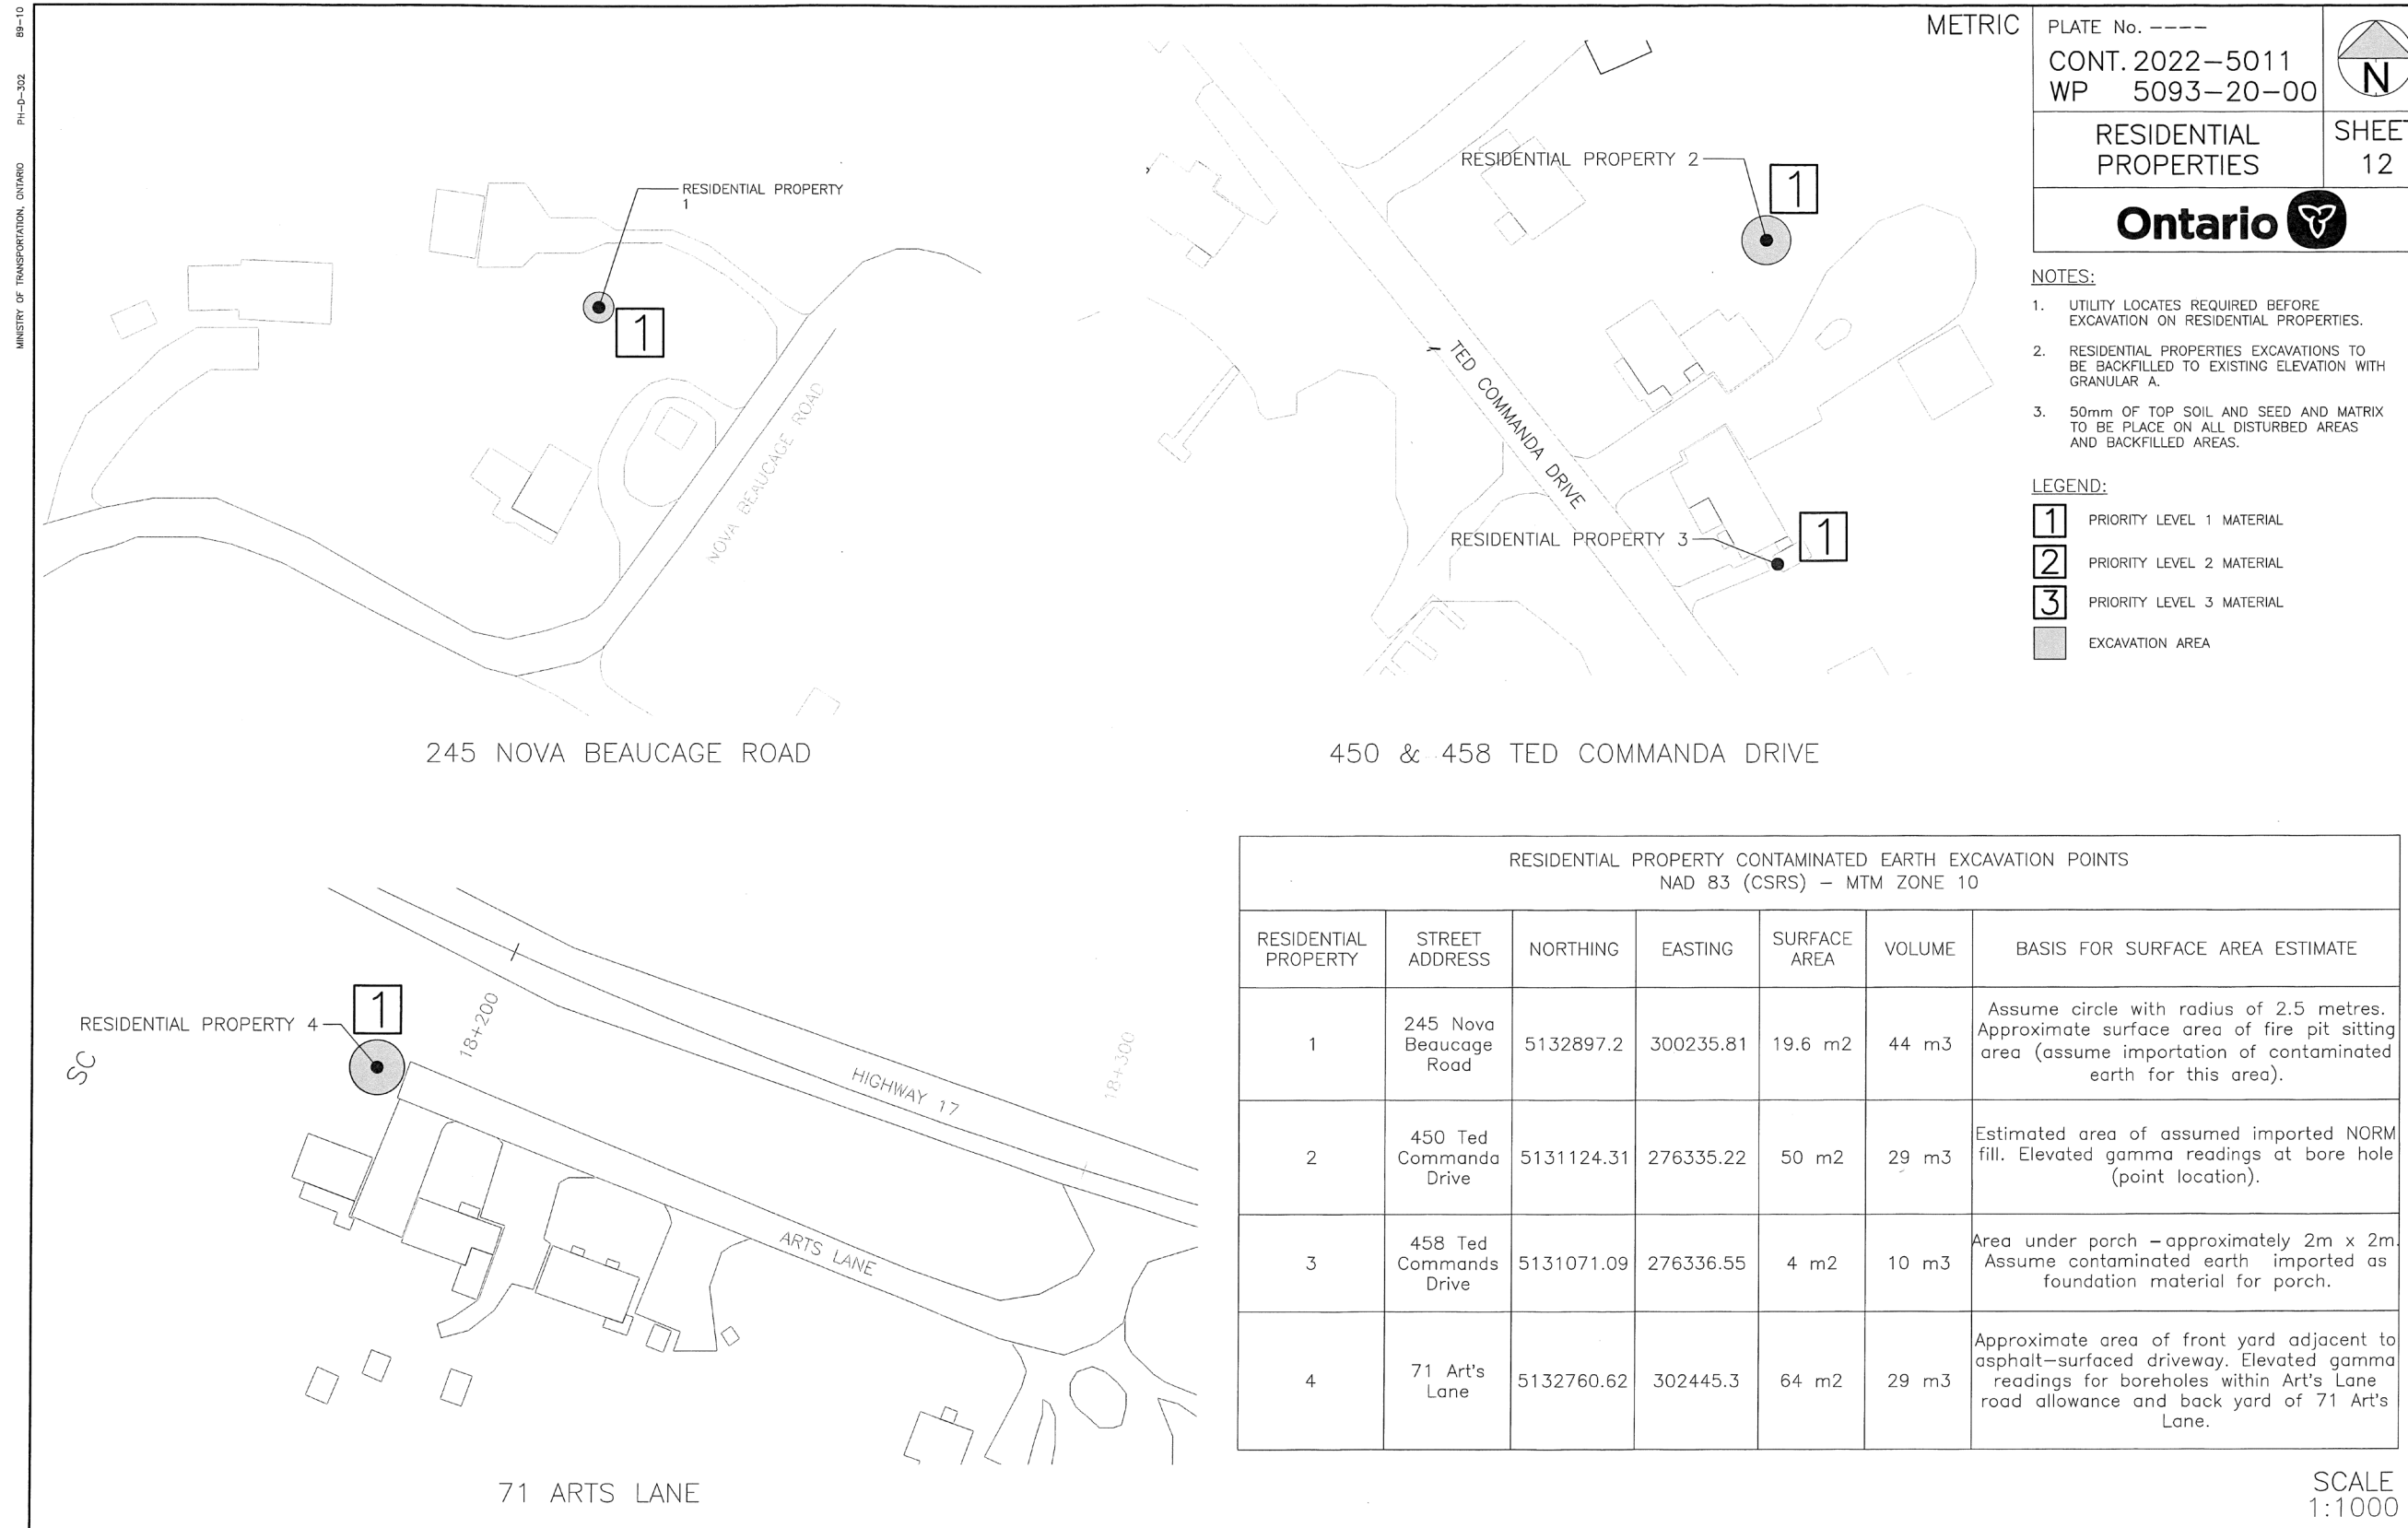 MINISTRY OF TRANSPORTATION, ONTARIO PH-D-302 89-10
METRIC
PLATE No. ----
CONT. 2022-5011
WP 5093-20-00
N
RESIDENTIAL
PROPERTIES
SHEET
12
Ontario
NOTES:
1. UTILITY LOCATES REQUIRED BEFORE
EXCAVATION ON RESIDENTIAL PROPERTIES.
2. RESIDENTIAL PROPERTIES EXCAVATIONS TO
BE BACKFILLED TO EXISTING ELEVATION WITH
GRANULAR A.
3. 50mm OF TOP SOIL AND SEED AND MATRIX
TO BE PLACE ON ALL DISTURBED AREAS
AND BACKFILLED AREAS.
LEGEND:
1 PRIORITY LEVEL 1 MATERIAL
2 PRIORITY LEVEL 2 MATERIAL
3 PRIORITY LEVEL 3 MATERIAL
EXCAVATION AREA
RESIDENTIAL PROPERTY
1
1
NOVA BEAUCAGE ROAD
245 NOVA BEAUCAGE ROAD
RESIDENTIAL PROPERTY 2
1
TED COMMANDA DRIVE
RESIDENTIAL PROPERTY 3
1
450 & 458 TED COMMANDA DRIVE
RESIDENTIAL PROPERTY 4
1
SC
18+200
HIGHWAY 17
18+300
ARTS LANE
71 ARTS LANE
RESIDENTIAL PROPERTY CONTAMINATED EARTH EXCAVATION POINTS
NAD 83 (CSRS) - MTM ZONE 10
RESIDENTIAL
PROPERTY
STREET
ADDRESS
NORTHING
EASTING
SURFACE
AREA
VOLUME
BASIS FOR SURFACE AREA ESTIMATE
1
245 Nova
Beaucage
Road
5132897.2
300235.81
19.6 m2
44 m3
Assume circle with radius of 2.5 metres.
Approximate surface area of fire pit sitting
area (assume importation of contaminated
earth for this area).
2
450 Ted
Commanda
Drive
5131124.31
276335.22
50 m2
29 m3
Estimated area of assumed imported NORM
fill. Elevated gamma readings at bore hole
(point location).
3
458 Ted
Commands
Drive
5131071.09
276336.55
4 m2
10 m3
Area under porch - approximately 2m x 2m.
Assume contaminated earth imported as
foundation material for porch.
4
71 Art's
Lane
5132760.62
302445.3
64 m2
29 m3
Approximate area of front yard adjacent to
asphalt-surfaced driveway. Elevated gamma
readings for boreholes within Art's Lane
road allowance and back yard of 71 Art's
Lane.
SCALE
1:1000